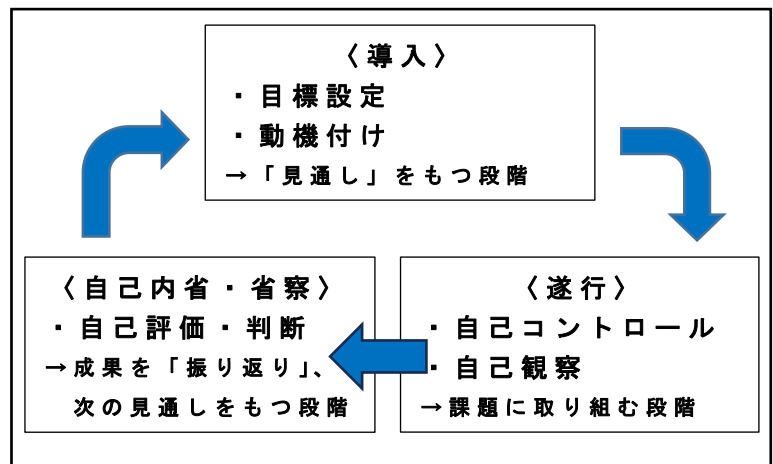 〈導入〉
・目標設定
・動機付け
→「見通し」をもつ段階
〈遂行〉
・自己コントロール
・自己観察
→課題に取り組む段階
〈自己内省・省察〉
・自己評価・判断
→成果を「振り返り」、
次の見通しをもつ段階